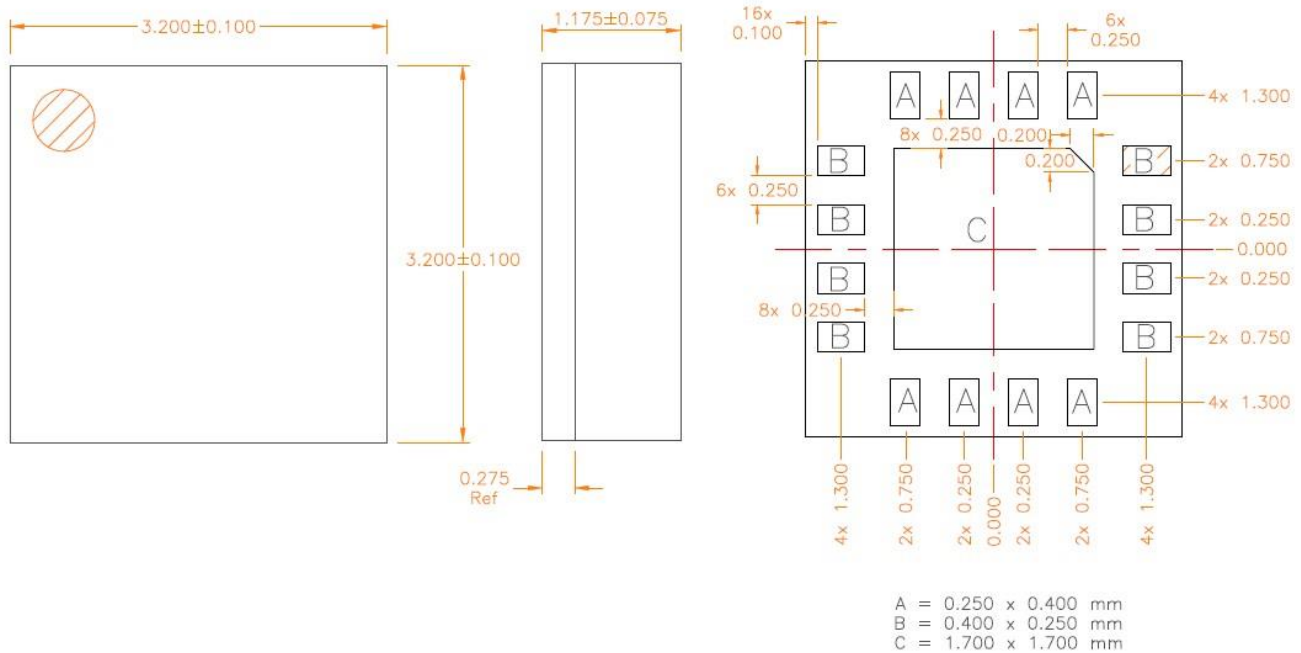 3.200±0.100
3.200±0.100
1.175±0.075
0.275
Ref
16x
0.100
6x
0.250
A A A A
4x 1.300
8x 0.250
0.200
0.200
B
B
2x 0.750
6x 0.250
B
B
2x 0.250
C
0.000
B
B
2x 0.250
8x 0.250
B
B
2x 0.750
A A A A
4x 1.300
4x 1.300
2x 0.750
2x 0.250
0.000
2x 0.250
2x 0.750
4x 1.300
A = 0.250 x 0.400 mm
B = 0.400 x 0.250 mm
C = 1.700 x 1.700 mm